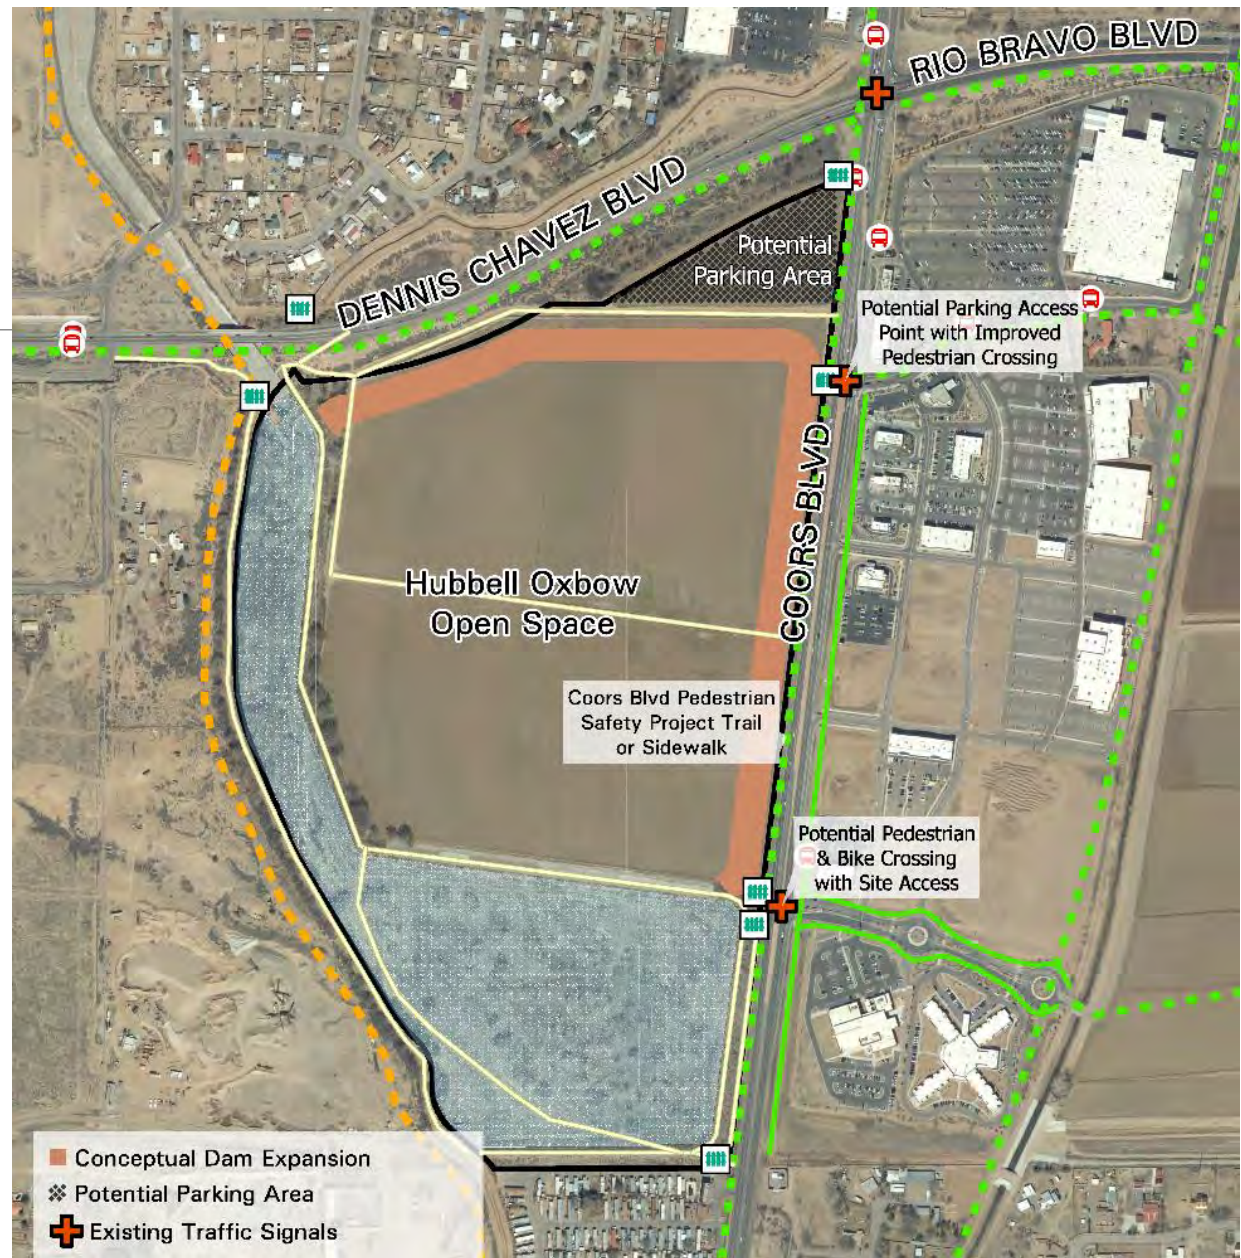 RIO BRAVO BLVD
DENNIS CHAVEZ BLVD
Potential
Parking Area
Potential Parking Access
Point with Improved
Pedestrian Crossing
COORS BLVD
Hubbell Oxbow
Open Space
Coors Blvd Pedestrian
Safety Project Trail
or Sidewalk
Potential Pedestrian
& Bike Crossing
with Site Access
Conceptual Dam Expansion
Potential Parking Area
Existing Traffic Signals